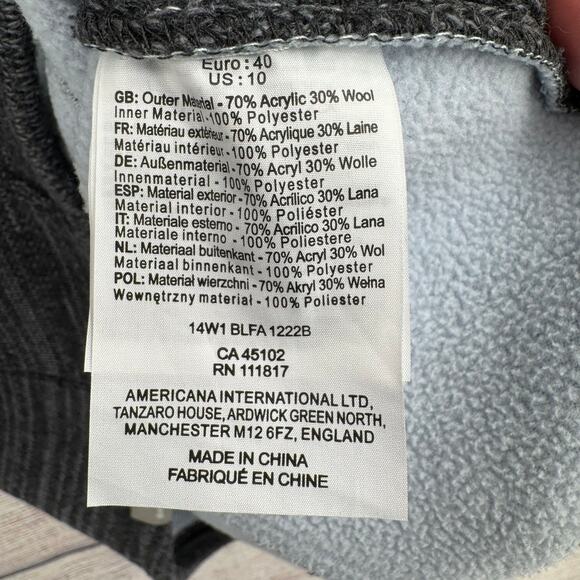 Euro : 40
US : 10
GB: Outer Material - 70% Acrylic 30% Wool
Inner Material -100% Polyester
FR: Matériau extérieur - 70% Acrylique 30% Laine
Matériau intérieur - 100% Polyester
DE: Außenmaterial -70% Acryl 30% Wolle
Innenmaterial -100% Polyester
ESP: Material exterior -70% Acrilico 30% Lana
Material interior - 100% Poliéster
IT: Materiale esterno - 70% Acrilico 30% Lana
Materiale interno - 100% Poliestere
NL: Materiaal buitenkant - 70% Acryl 30% Wol
Materiaal binnenkant - 100% Polyester
POL: Materiał wierzchni -70% Akryl 30% Wełna
Wewnętrzny materiał - 100% Poliester
14W1 BLFA 1222B
CA 45102
RN 111817
AMERICANA INTERNATIONAL LTD,
TANZARO HOUSE, ARDWICK GREEN NORTH,
MANCHESTER M12 6FZ, ENGLAND
MADE IN CHINA
FABRIQUÉ EN CHINE